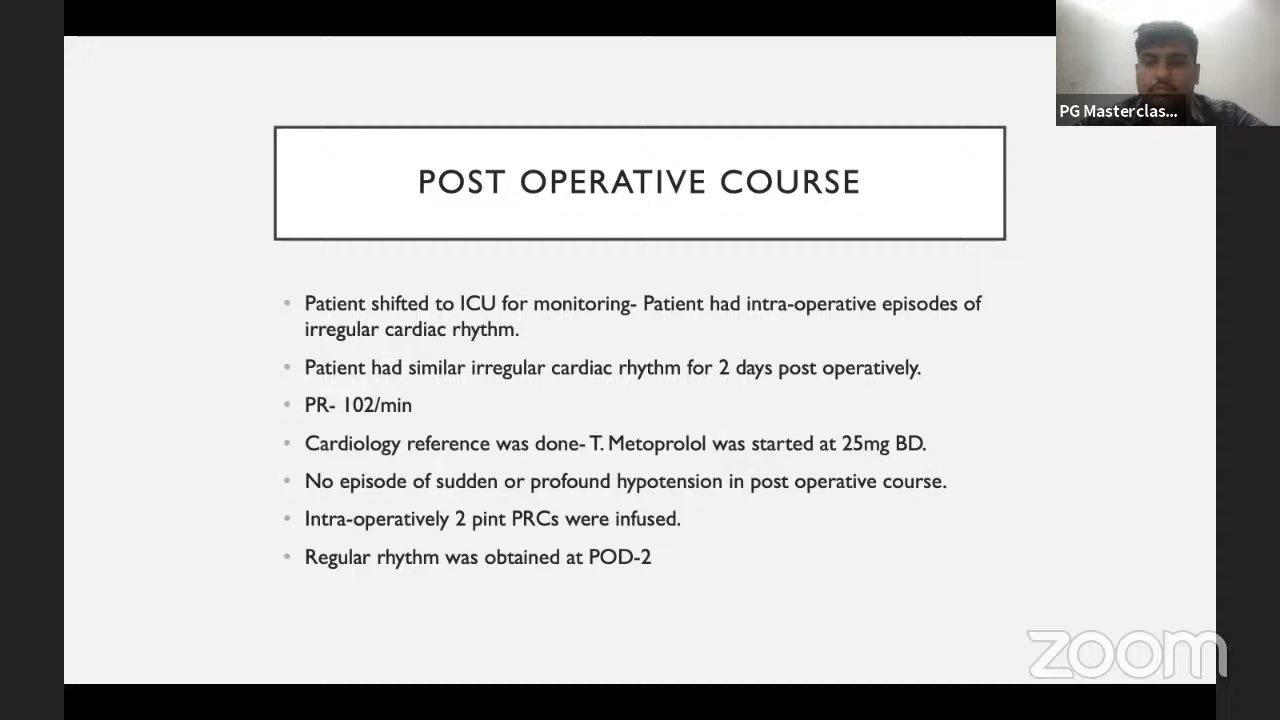 PG Masterclas...
POST OPERATIVE COURSE
• Patient shifted to ICU for monitoring- Patient had intra-operative episodes of
irregular cardiac rhythm.
• Patient had similar irregular cardiac rhythm for 2 days post operatively.
• PR- 102/min
• Cardiology reference was done- T. Metoprolol was started at 25mg BD.
• No episode of sudden or profound hypotension in post operative course.
• Intra-operatively 2 pint PRCs were infused.
• Regular rhythm was obtained at POD-2
zoom